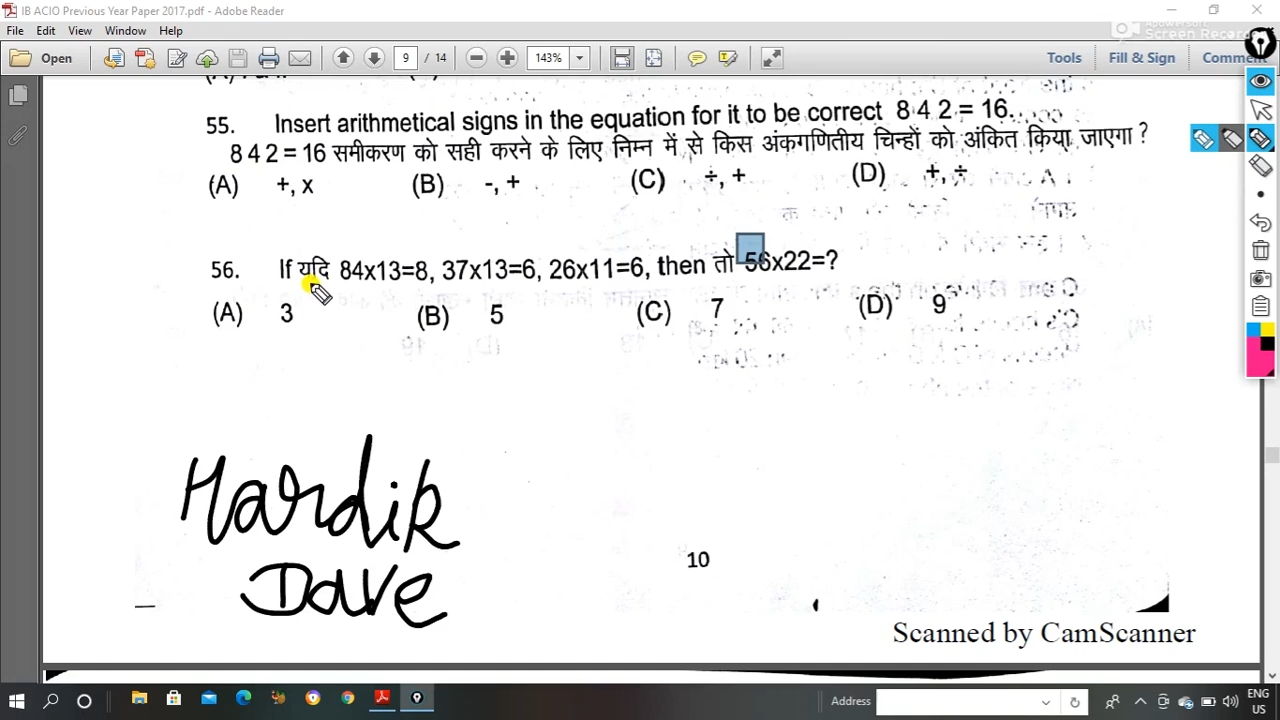 IB ACIO Previous Year Paper 2017.pdf - Adobe Reader
File Edit View Window Help
Apowersoft
Screen Recorder
Open 9 / 14 143% Tools Fill & Sign Comment
55. Insert arithmetical signs in the equation for it to be correct 8 4 2 = 16.
8 4 2 = 16 समीकरण को सही करने के लिए निम्न में से किस अंकगणितीय चिन्हों को अंकित किया जाएगा ?
(A) +, x (B) -, + (C) ÷, + (D) +, ÷
56. If यदि 84x13=8, 37x13=6, 26x11=6, then तो 56x22=?
(A) 3 (B) 5 (C) 7 (D) 9
Hardik
Dave
10
Scanned by CamScanner
Address
ENG
US